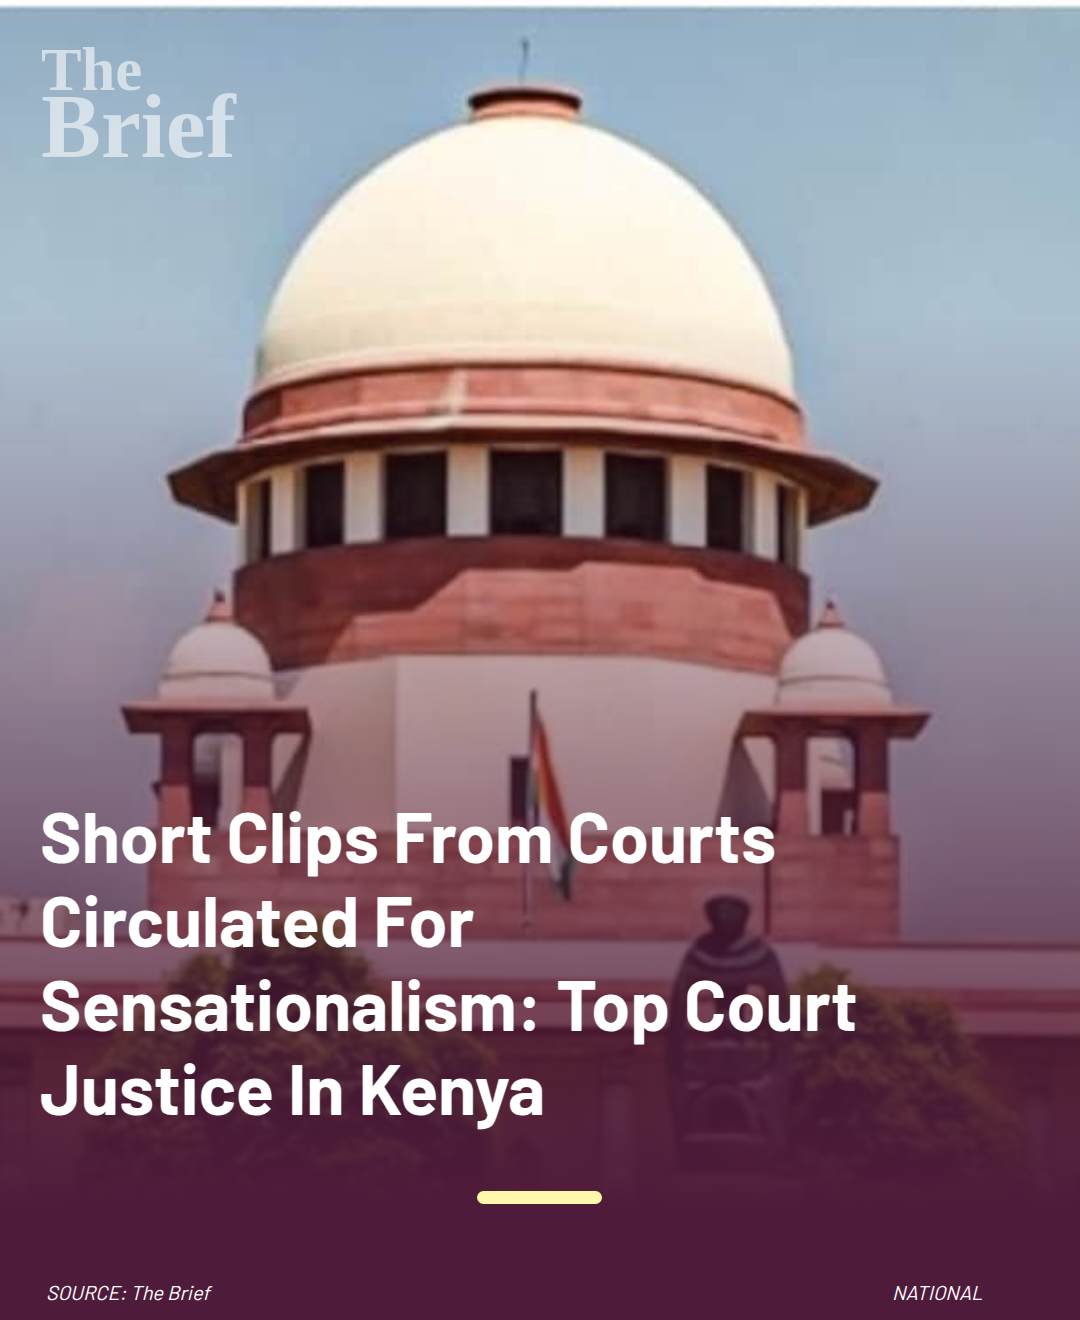 The
Brief
Short Clips From Courts
Circulated For
Sensationalism: Top Court
Justice In Kenya
SOURCE: The Brief
NATIONAL